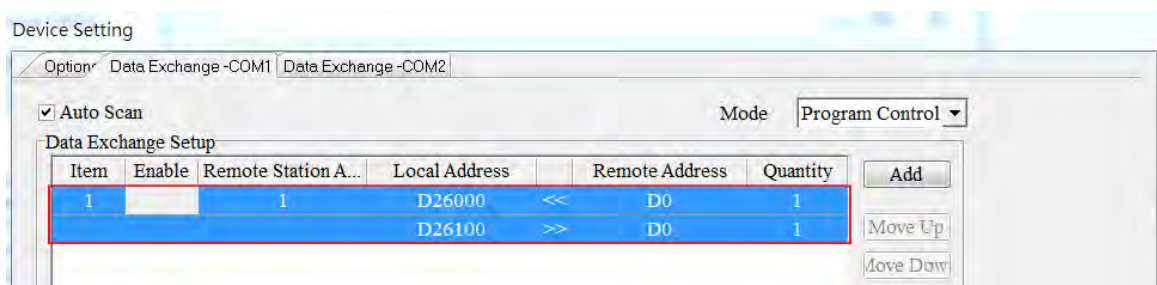 Device Setting
Options Data Exchange -COM1 Data Exchange -COM2
Auto Scan Mode Program Control
Data Exchange Setup
Item Enable Remote Station A... Local Address Remote Address Quantity Add
1 1 D26000 << D0 1
D26100 >> D0 1 Move Up
Move Down